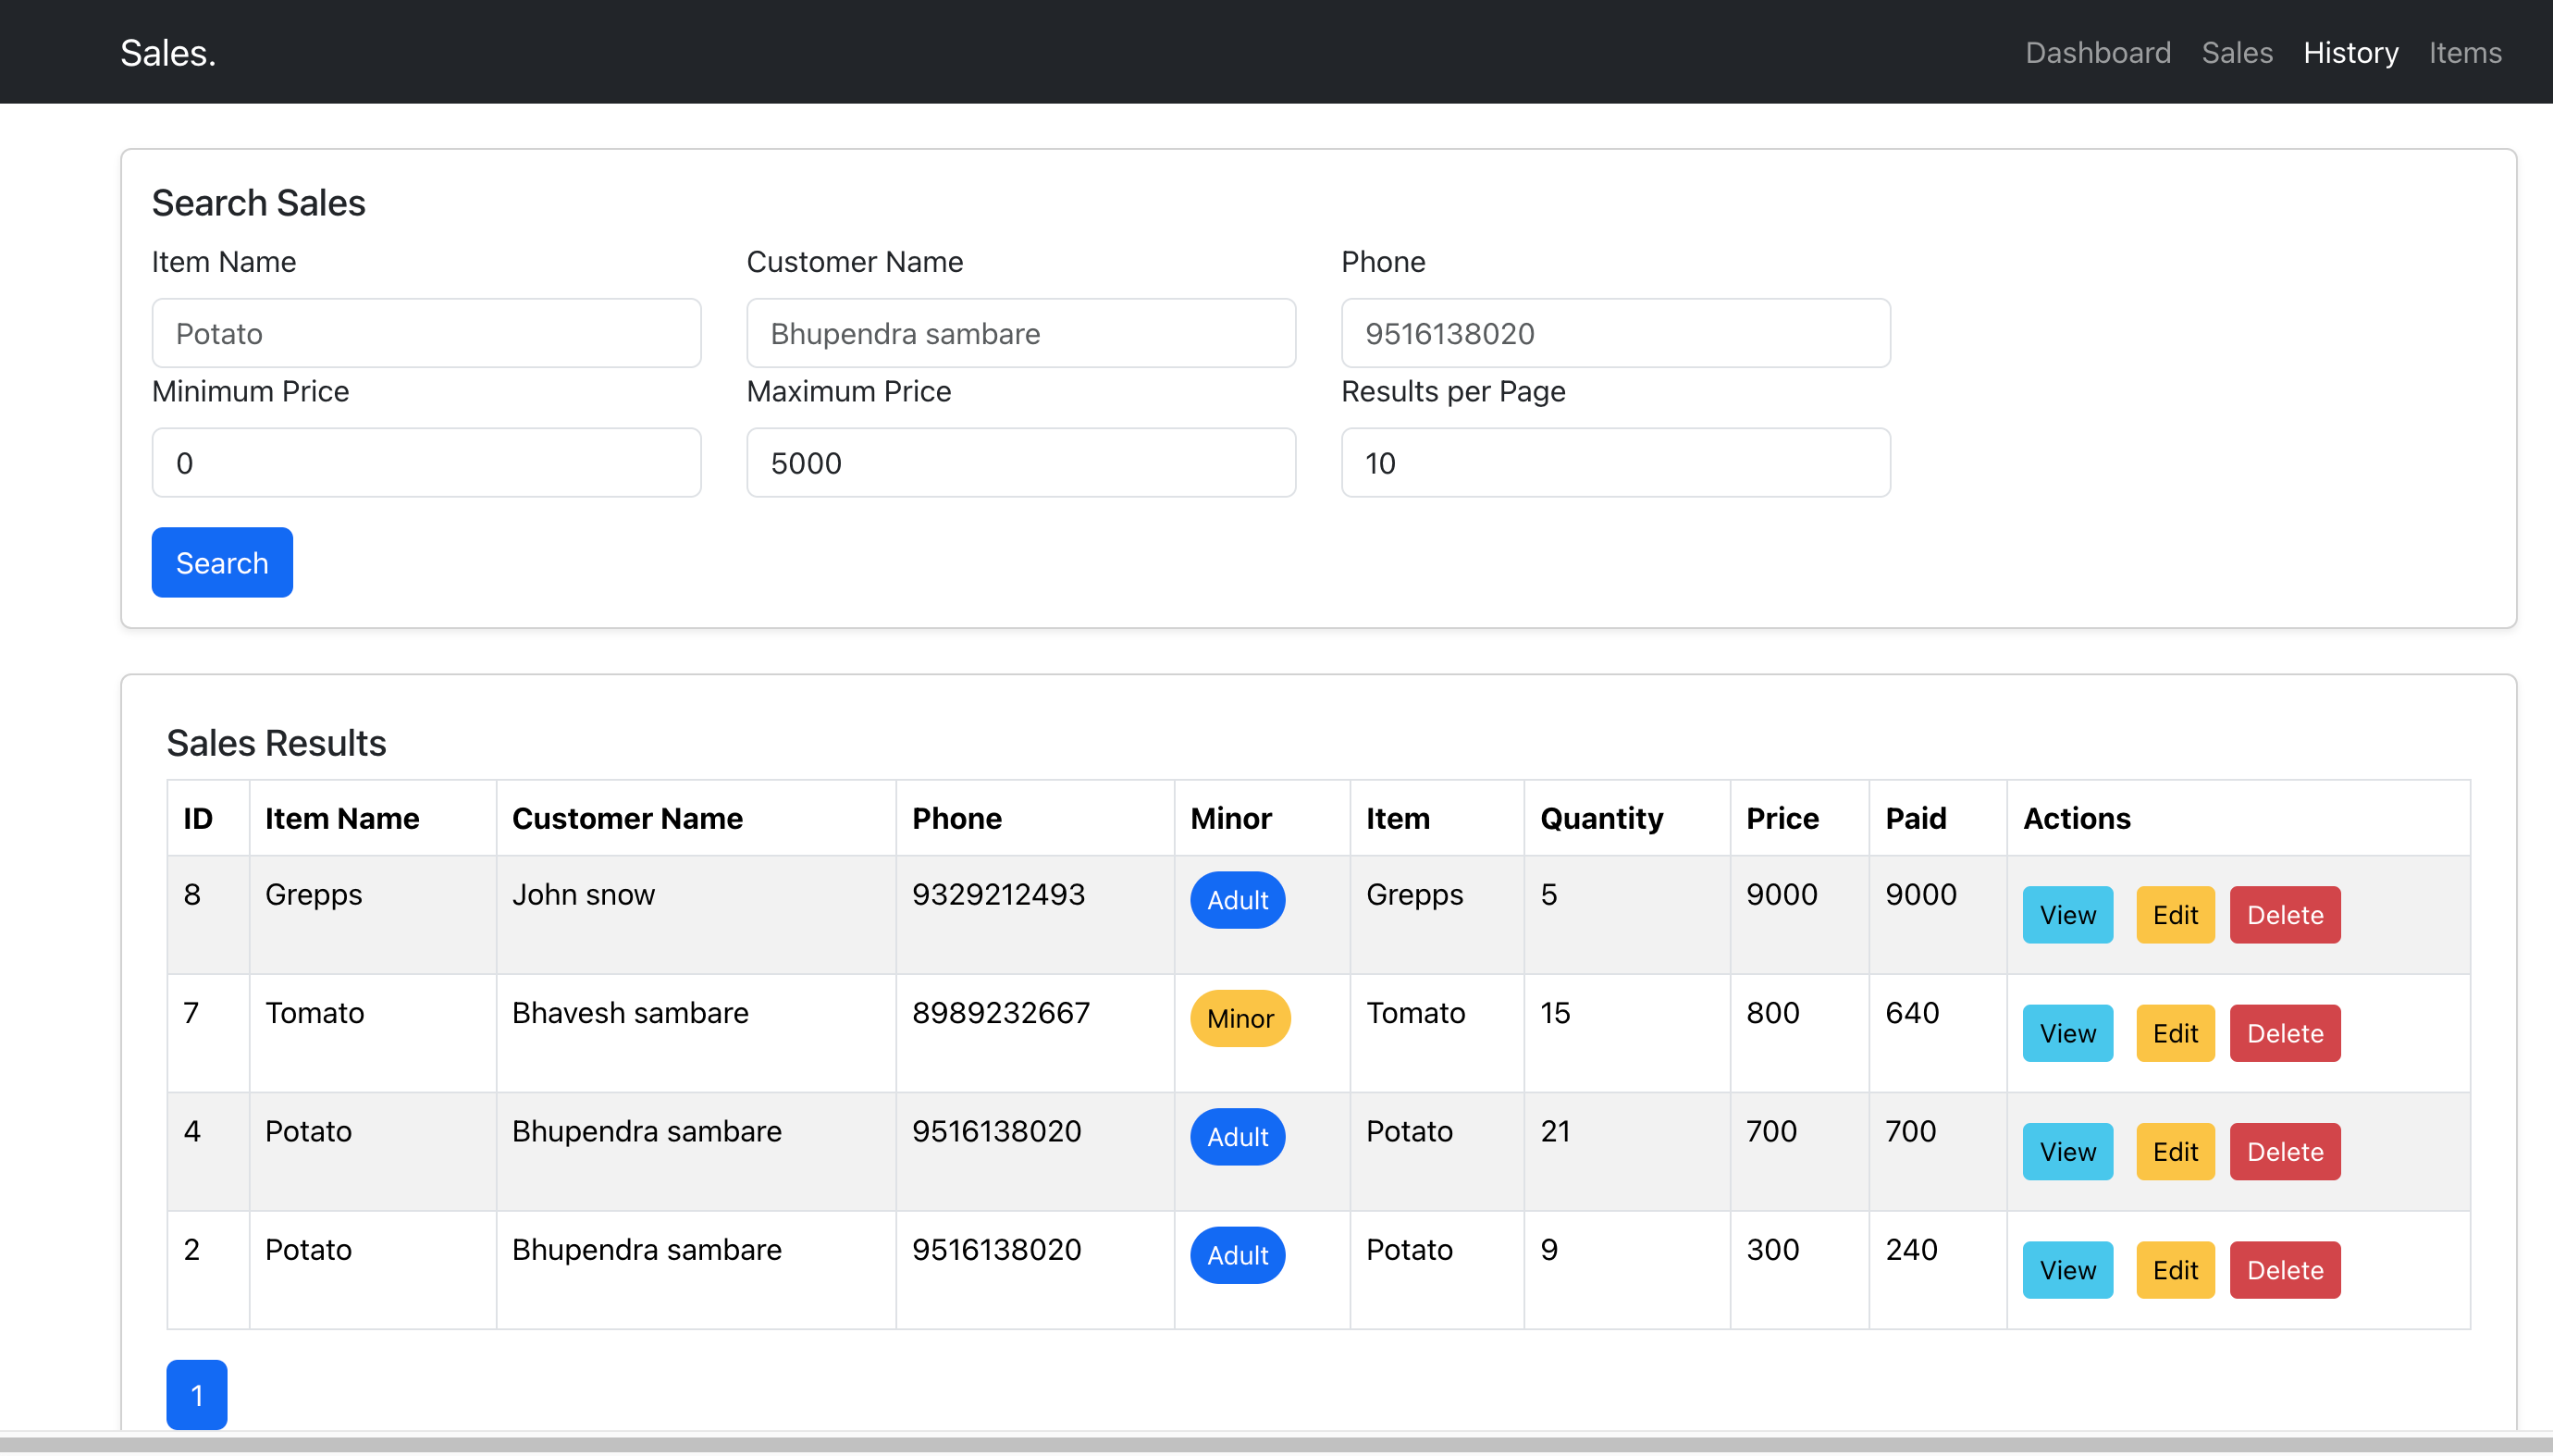 Sales.
Dashboard Sales History Items
Search Sales
Item Name Customer Name Phone
Potato Bhupendra sambare 9516138020
Minimum Price Maximum Price Results per Page
0 5000 10
Search
Sales Results
ID Item Name Customer Name Phone Minor Item Quantity Price Paid Actions
8 Grepps John snow 9329212493 Adult Grepps 5 9000 9000 View Edit Delete
7 Tomato Bhavesh sambare 8989232667 Minor Tomato 15 800 640 View Edit Delete
4 Potato Bhupendra sambare 9516138020 Adult Potato 21 700 700 View Edit Delete
2 Potato Bhupendra sambare 9516138020 Adult Potato 9 300 240 View Edit Delete
1